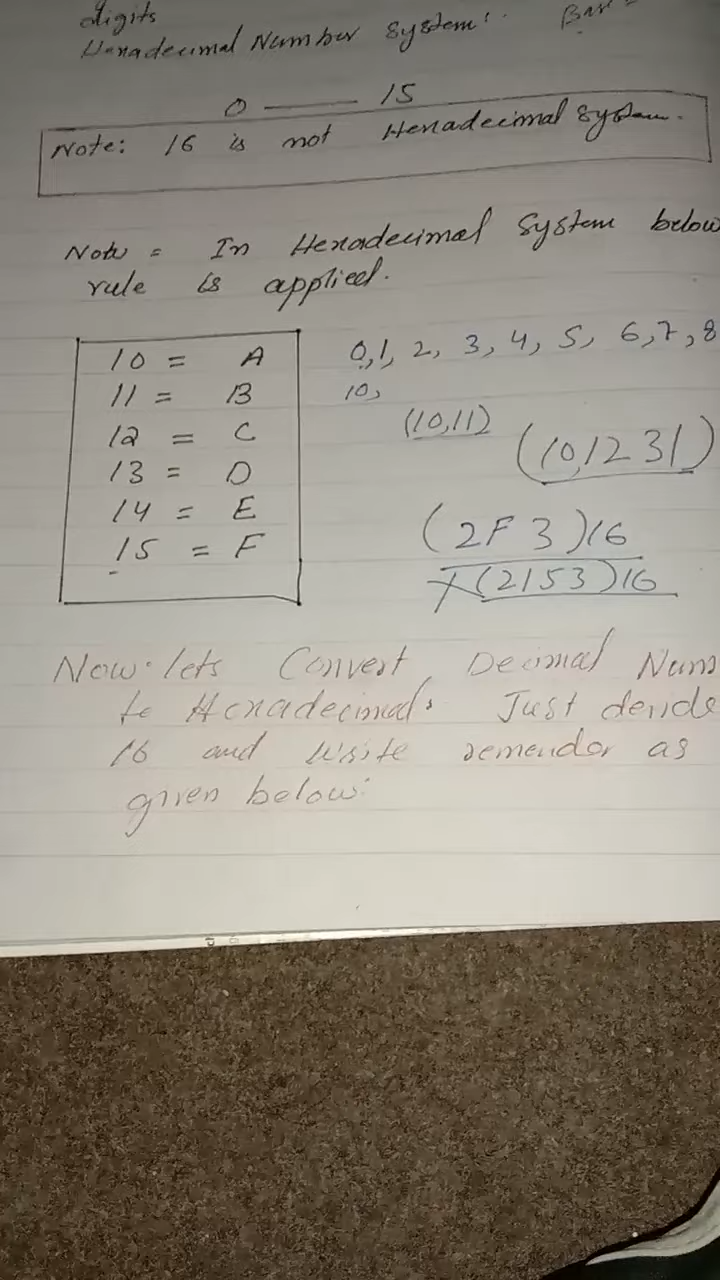 digits
Hexadecimal Number System:
0 —— 15
Note: 16 is not Hexadecimal System.
Note = In Hexadecimal System below
rule is applied.
10 = A
11 = B
12 = C
13 = D
14 = E
15 = F
0,1, 2, 3, 4, 5, 6,7,8
10,
(10,11)
(10,1231)
(2F3)16
(2153)16
Now lets Convert Decimal Num
to Hexadecimal. Just devide
16 and write remender as
given below: